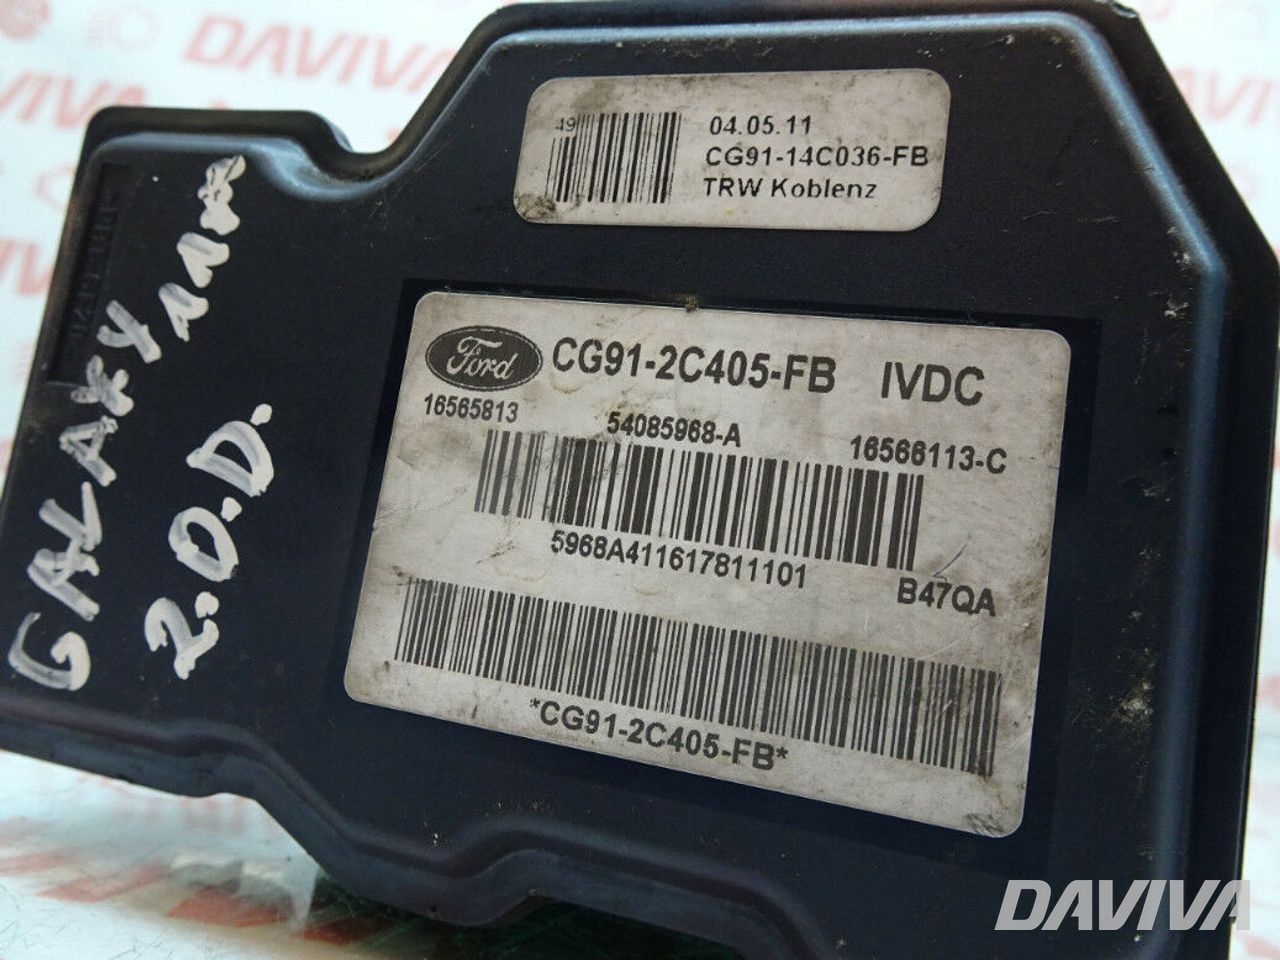 49
04.05.11
CG91-14C036-FB
TRW Koblenz
Ford CG91-2C405-FB IVDC
16565813 54085968-A 16566113-C
5968A411617811101 B47QA
*CG91-2C405-FB*
GALAXY 11
2.0.D.
DAVIVA
DAVIVA